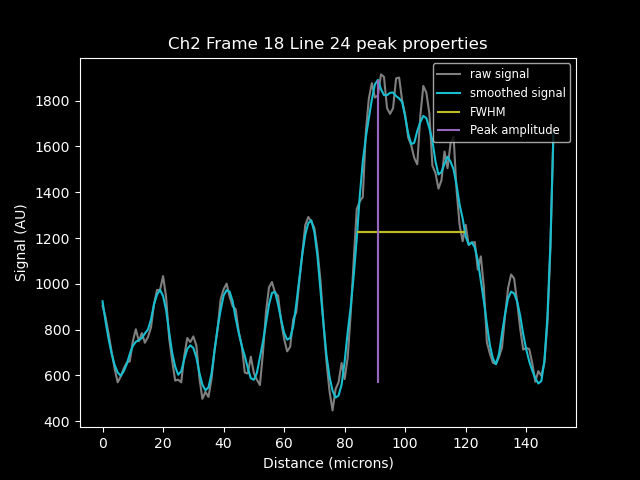 Ch2 Frame 18 Line 24 peak properties
raw signal
smoothed signal
FWHM
Peak amplitude
Signal (AU)
1800
1600
1400
1200
1000
800
600
400
0 20 40 60 80 100 120 140
Distance (microns)